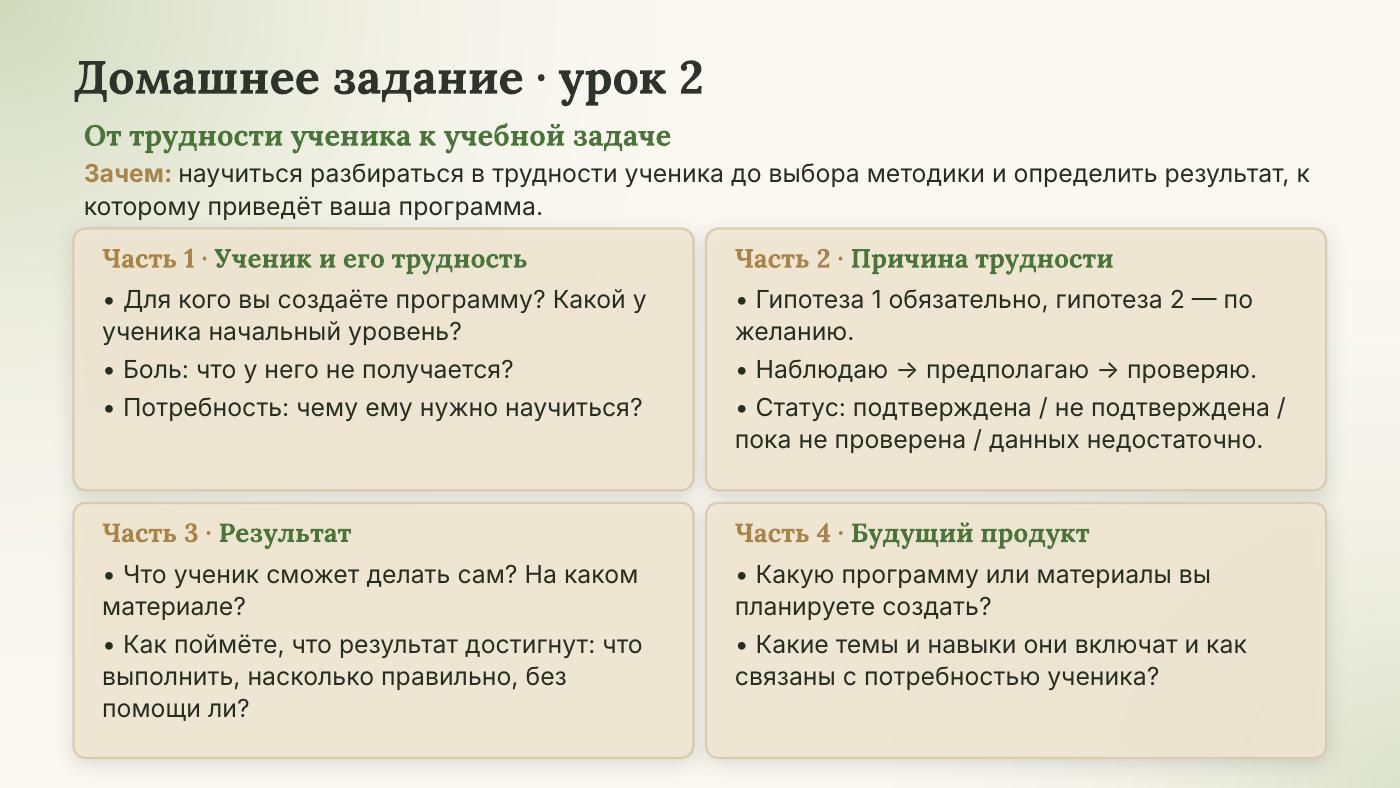 Домашнее задание · урок 2
От трудности ученика к учебной задаче
Зачем: научиться разбираться в трудности ученика до выбора методики и определить результат, к
которому приведёт ваша программа.
Часть 1 · Ученик и его трудность
• Для кого вы создаёте программу? Какой у
ученика начальный уровень?
• Боль: что у него не получается?
• Потребность: чему ему нужно научиться?
Часть 2 · Причина трудности
• Гипотеза 1 обязательно, гипотеза 2 — по
желанию.
• Наблюдаю → предполагаю → проверяю.
• Статус: подтверждена / не подтверждена /
пока не проверена / данных недостаточно.
Часть 3 · Результат
• Что ученик сможет делать сам? На каком
материале?
• Как поймёте, что результат достигнут: что
выполнить, насколько правильно, без
помощи ли?
Часть 4 · Будущий продукт
• Какую программу или материалы вы
планируете создать?
• Какие темы и навыки они включат и как
связаны с потребностью ученика?